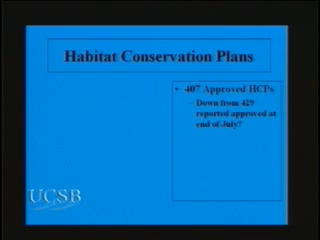 Habitat Conservation Plans
• 407 Approved HCPs
– Down from 429
reported approved at
end of July?
UCSB